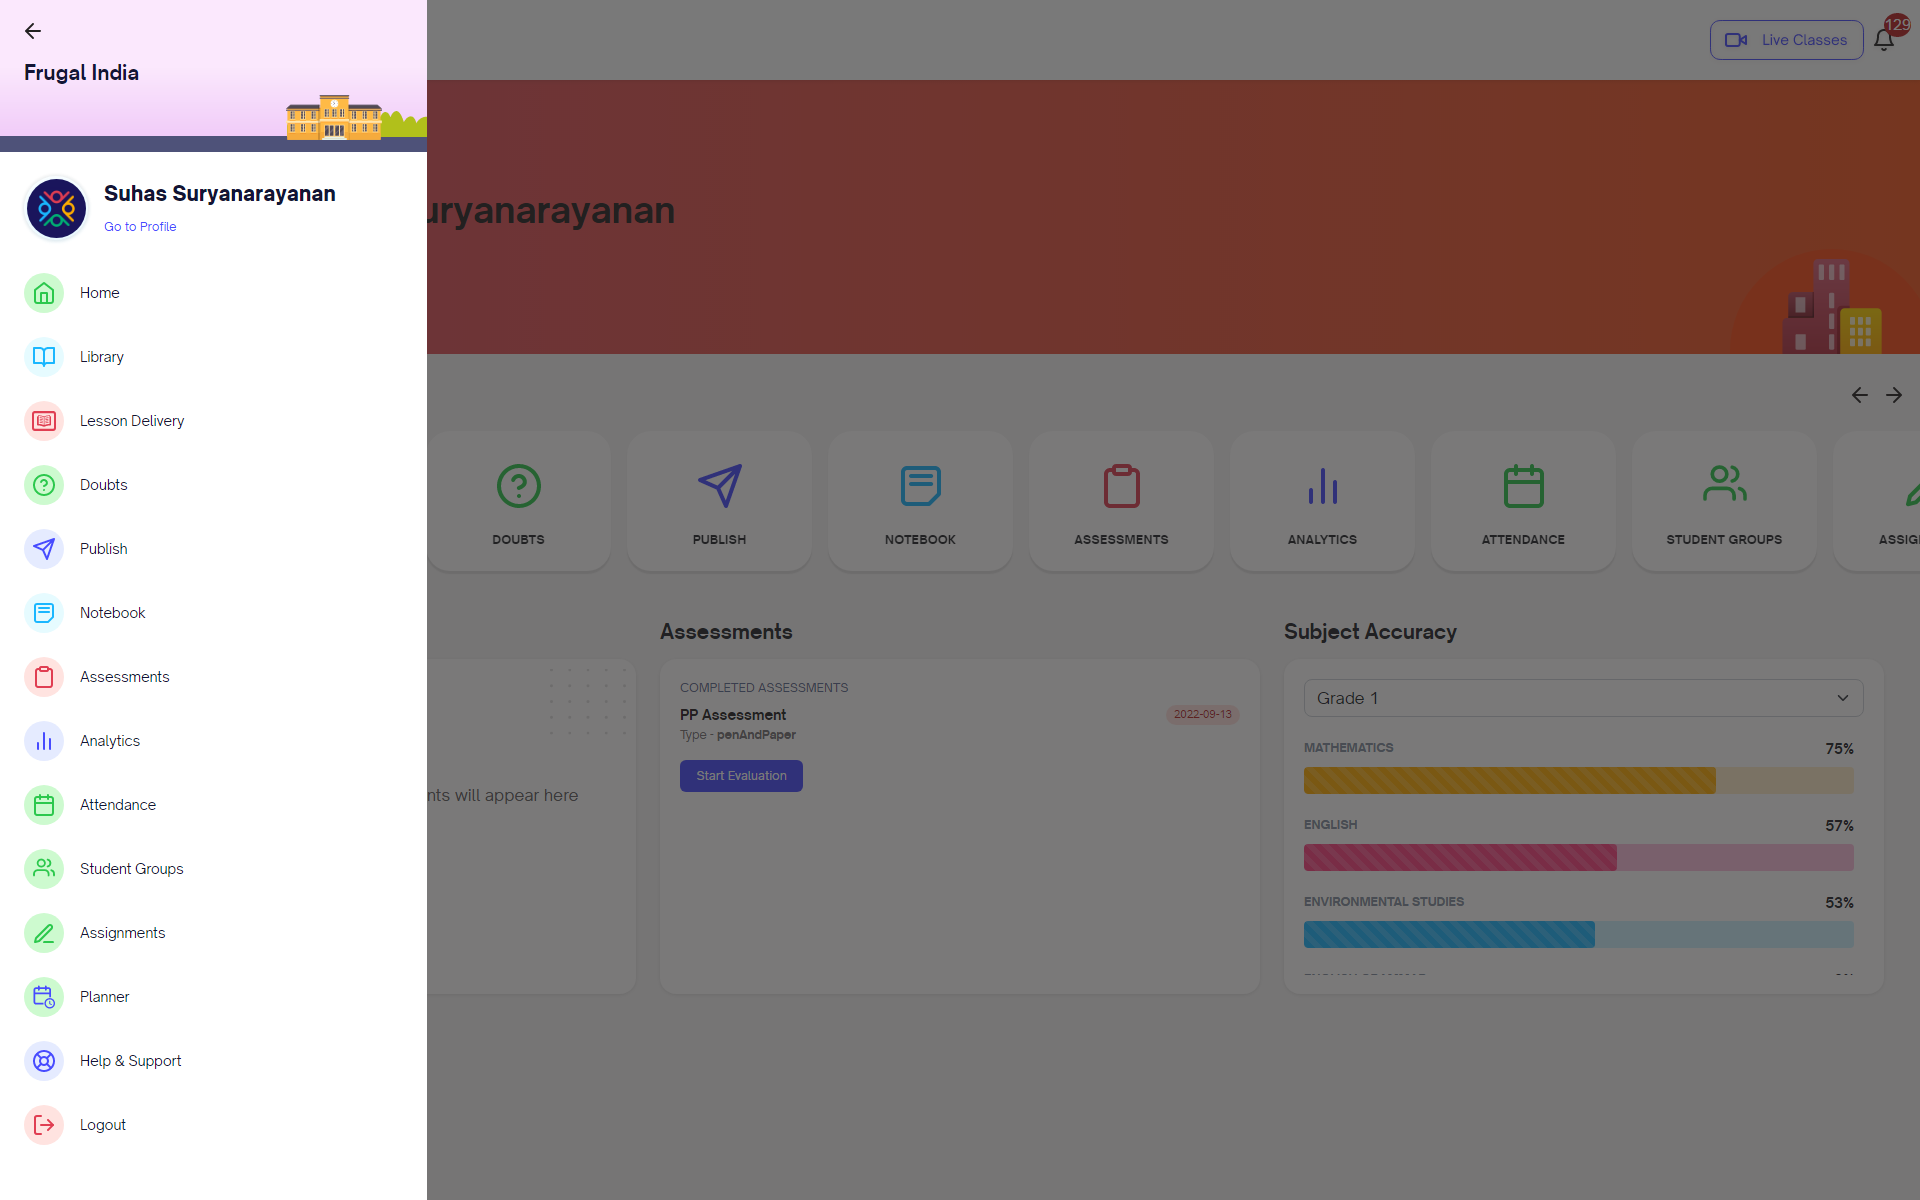 Frugal India
Suhas Suryanarayanan
Go to Profile
Home
Library
Lesson Delivery
Doubts
Publish
Notebook
Assessments
Analytics
Attendance
Student Groups
Assignments
Planner
Help & Support
Logout
Live Classes
129
uryanarayanan
DOUBTS
PUBLISH
NOTEBOOK
ASSESSMENTS
ANALYTICS
ATTENDANCE
STUDENT GROUPS
ASSIG
nts will appear here
Assessments
COMPLETED ASSESSMENTS
PP Assessment
2022-09-13
Type - penAndPaper
Start Evaluation
Subject Accuracy
Grade 1
MATHEMATICS 75%
ENGLISH 57%
ENVIRONMENTAL STUDIES 53%